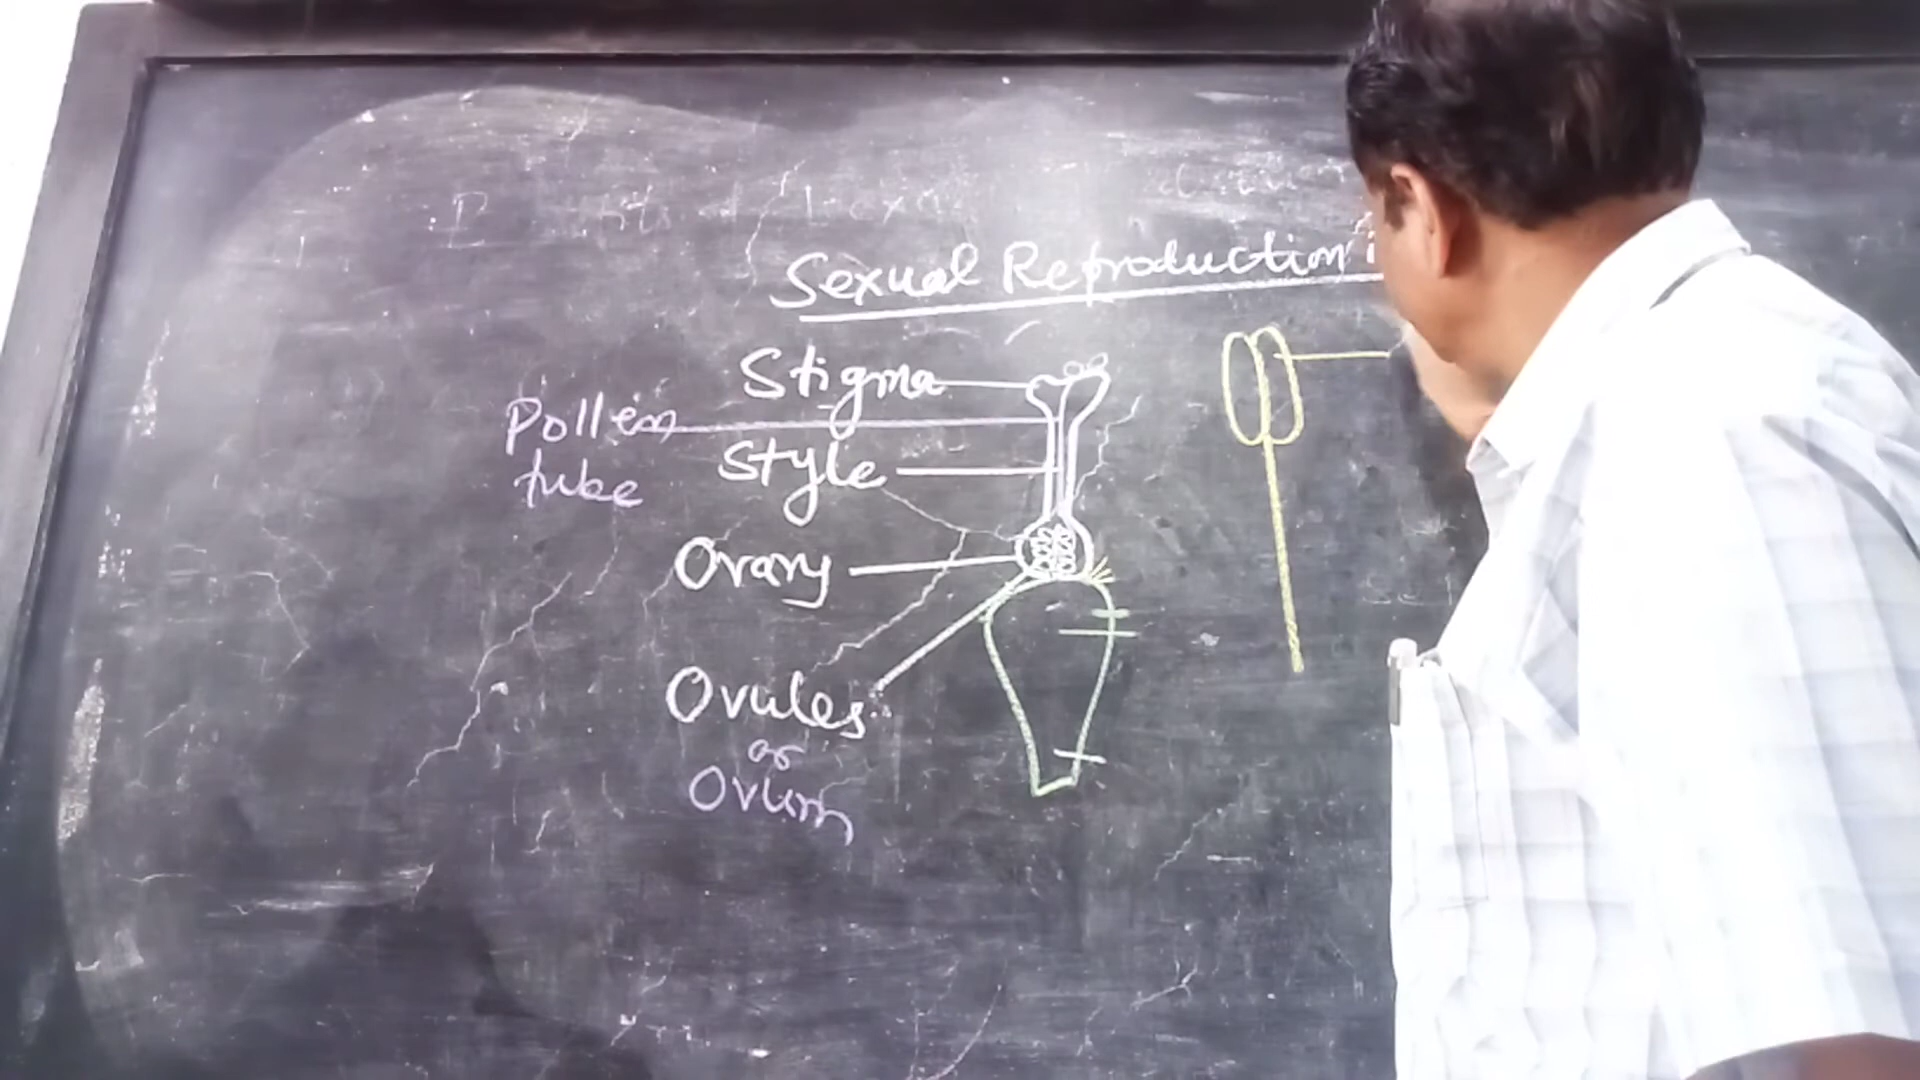 Sexual Reproduction
Stigma
Pollen
tube
Style
Ovary
Ovules
or
Ovum